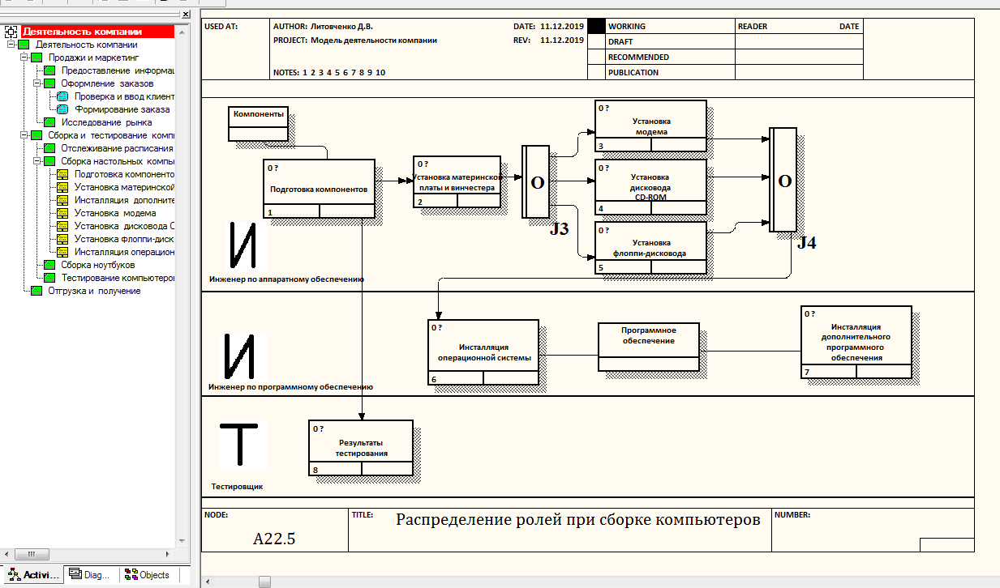 Деятельность компании
Деятельность компании
Продажи и маркетинг
Предоставление информац
Оформление заказов
Проверка и ввод клиент
Формирование заказа
Исследование рынка
Сборка и тестирование комп
Отслеживание расписания
Сборка настольных компь
Подготовка компоненто
Установка материнской
Инсталляция дополните
Установка модема
Установка дисковода C
Установка флоппи-диск
Инсталляция операцион
Сборка ноутбуков
Тестирование компьютеро
Отгрузка и получение
Activi...
Diag...
Objects
USED AT:
AUTHOR: Литовченко Д.В.
DATE: 11.12.2019
PROJECT: Модель деятельности компании
REV: 11.12.2019
NOTES: 1 2 3 4 5 6 7 8 9 10
WORKING
DRAFT
RECOMMENDED
PUBLICATION
READER
DATE
Компоненты
0 ?
Подготовка компонентов
1
0 ?
Установка материнской
платы и винчестера
2
O
J3
0 ?
Установка
модема
3
0 ?
Установка
дисковода
CD-ROM
4
0 ?
Установка
флоппи-дисковода
5
O
J4
И
Инженер по аппаратному обеспечению
И
Инженер по программному обеспечению
0 ?
Инсталляция
операционной системы
6
Программное
обеспечение
0 ?
Инсталляция
дополнительного
программного
обеспечения
7
Т
Тестировщик
0 ?
Результаты
тестирования
8
NODE:
A22.5
TITLE:
Распределение ролей при сборке компьютеров
NUMBER: